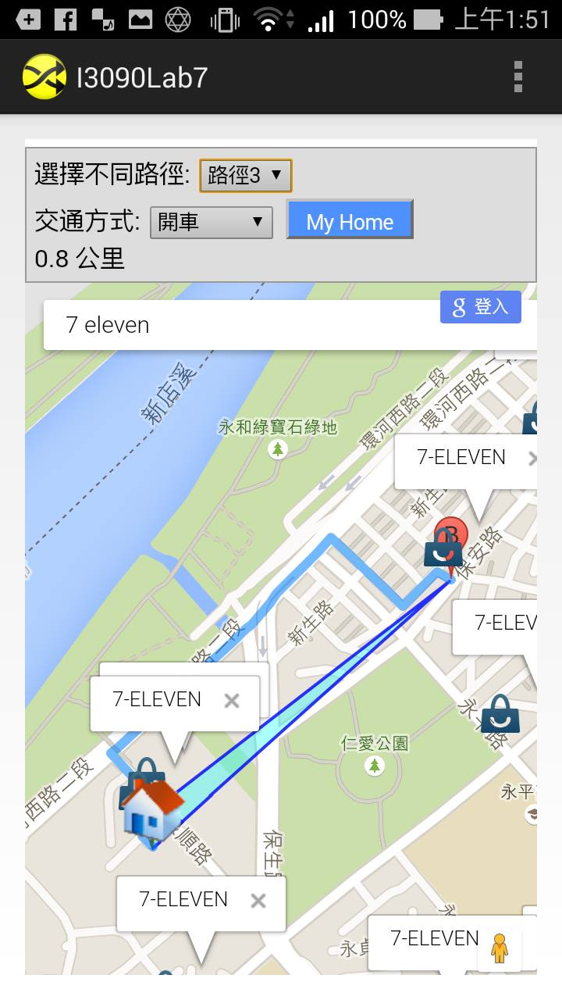 100% 上午1:51
I3090Lab7
選擇不同路徑: 路徑3
交通方式: 開車 My Home
0.8 公里
g 登入
7 eleven
新店溪
環河西路二段
環河西路二段
永和綠寶石綠地
7-ELEVEN
新生
B
保安路
新生路
7-ELEV
路二段
7-ELEVEN
永平路
仁愛公園
西路二段
永平
順路
保生
7-ELEVEN
7-ELEVEN
永
永貞